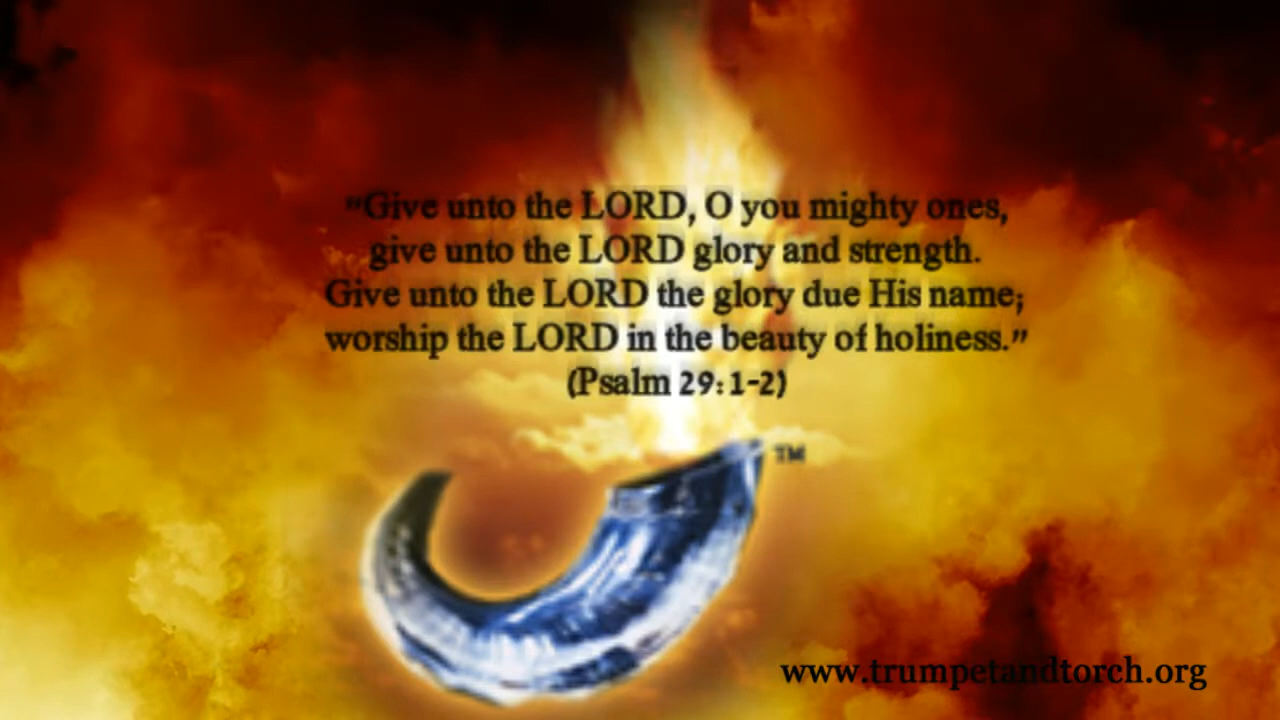 "Give unto the LORD, O you mighty ones,
give unto the LORD glory and strength.
Give unto the LORD the glory due His name;
worship the LORD in the beauty of holiness."
(Psalm 29:1-2)
TM
www.trumpetandtorch.org